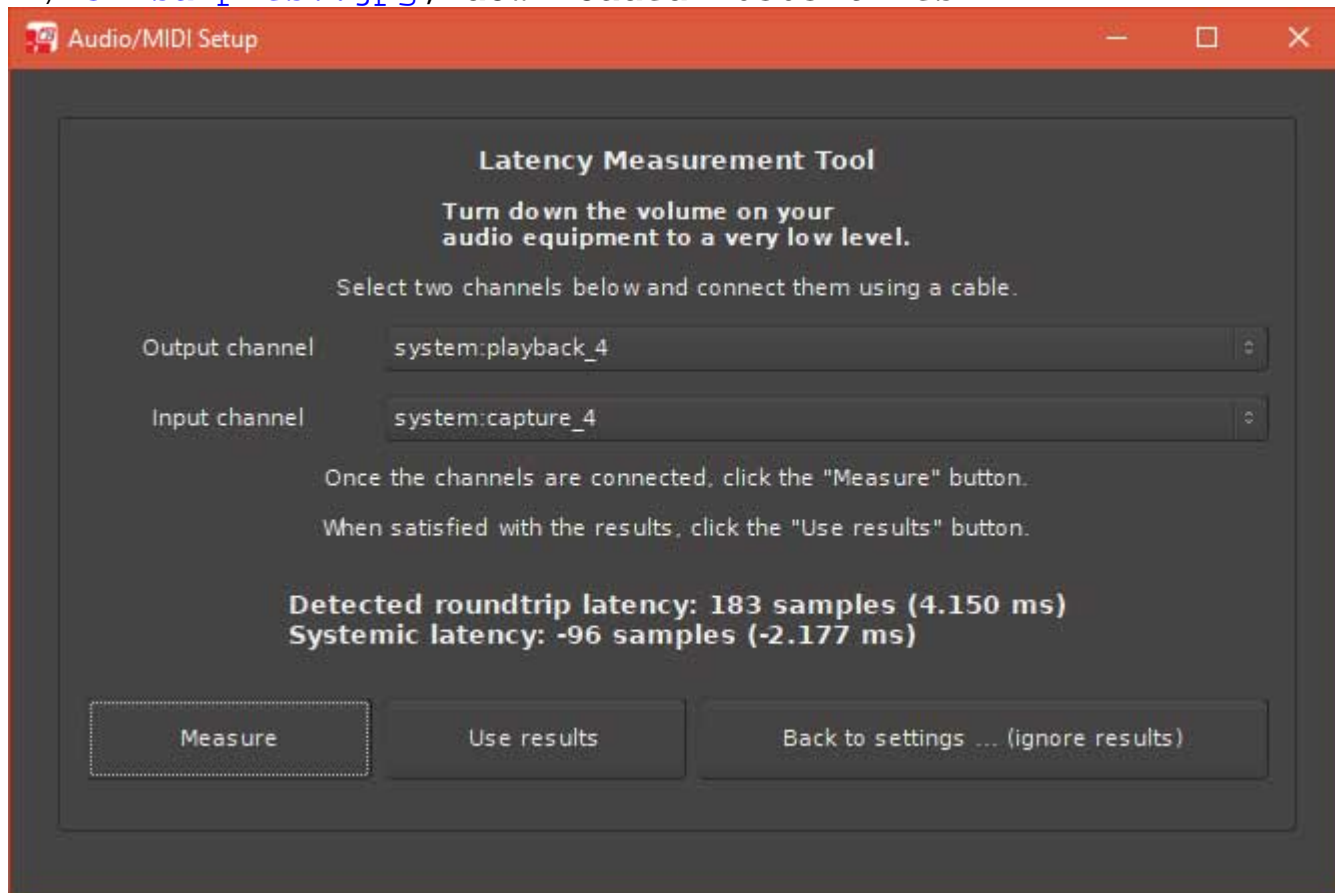 Audio/MIDI Setup
Latency Measurement Tool
Turn down the volume on your
audio equipment to a very low level.
Select two channels below and connect them using a cable.
Output channel system:playback_4
Input channel system:capture_4
Once the channels are connected, click the "Measure" button.
When satisfied with the results, click the "Use results" button.
Detected roundtrip latency: 183 samples (4.150 ms)
Systemic latency: -96 samples (-2.177 ms)
Measure Use results Back to settings ... (ignore results)